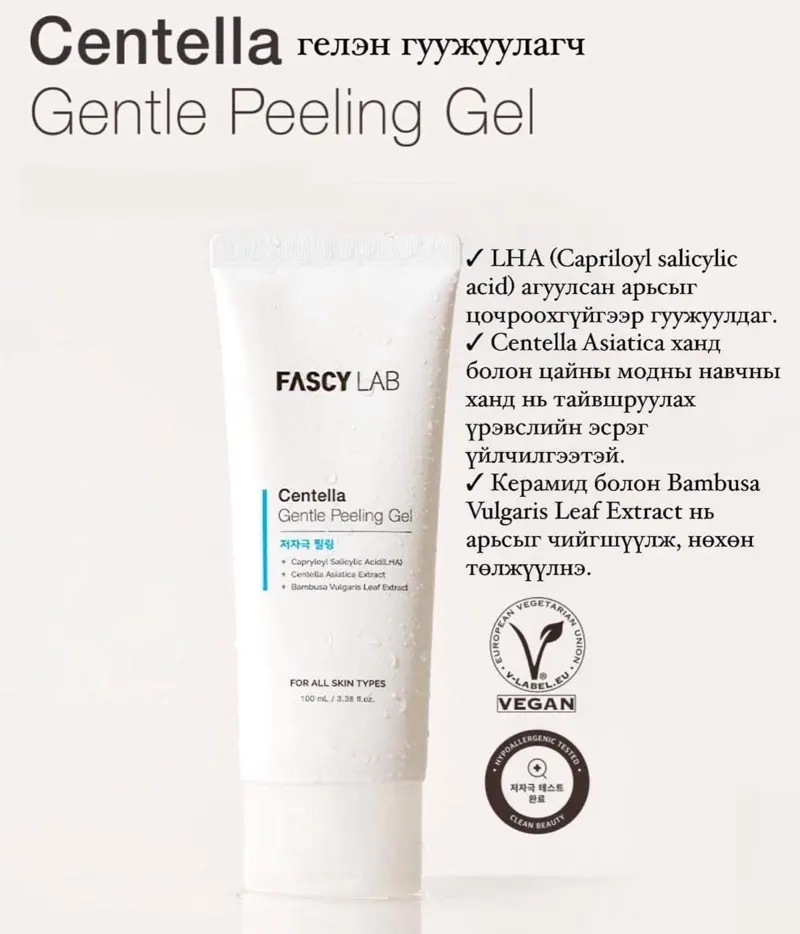 Centella гелэн гуужуулагч
Gentle Peeling Gel
✓ LHA (Capriloyl salicylic
acid) агуулсан арьсыг
цочроохгүйгээр гуужуулдаг.
✓ Centella Asiatica ханд
болон цайны модны навчны
ханд нь тайвшруулах
үрэвслийн эсрэг
үйлчилгээтэй.
✓ Керамид болон Bambusa
Vulgaris Leaf Extract нь
арьсыг чийгшүүлж, нөхөн
төлжүүлнэ.
FASCY LAB
Centella
Gentle Peeling Gel
저자극 필링
+ Capryloyl Salicylic Acid(LHA)
+ Centella Asiatica Extract
+ Bambusa Vulgaris Leaf Extract
FOR ALL SKIN TYPES
100 mL / 3.38 fl.oz.
EUROPEAN VEGETARIAN UNION
V-LABEL.EU
®
VEGAN
HYPOALLERGENIC TESTED
저자극 테스트
완료
CLEAN BEAUTY